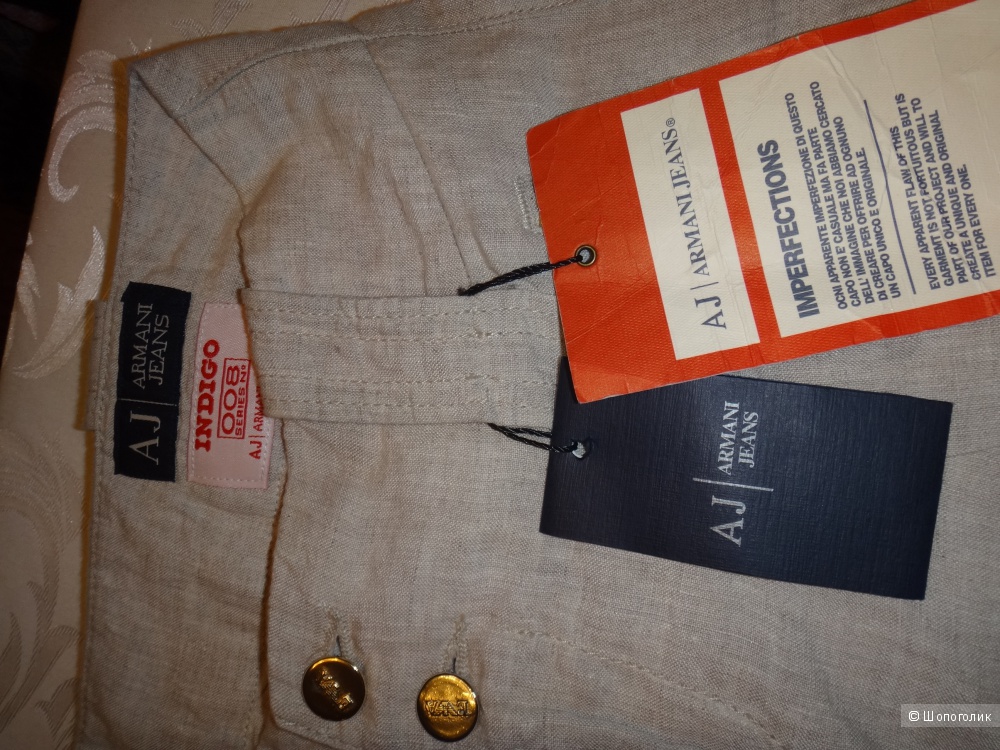 AJ | ARMANI
JEANS
INDIGO
008
SERIES Nº
AJ | ARMA
AJ | ARMANI JEANS®
IMPERFECTIONS
OGNI APPARENTE IMPERFEZIONE DI QUESTO
CAPO NON E' CASUALE MA FA PARTE
DELL' IMMAGINE CHE NOI ABBIAMO CERCATO
DI CREARE PER OFFRIRE AD OGNUNO
UN CAPO UNICO E ORIGINALE.
EVERY APPARENT FLAW OF THIS
GARMENT IS NOT FORTUITOUS BUT IS
PART OF OUR PROJECT AND WILL TO
CREATE A UNIQUE AND ORIGINAL
ITEM FOR EVERY ONE.
AJ | ARMANI
JEANS
© Шопоголик